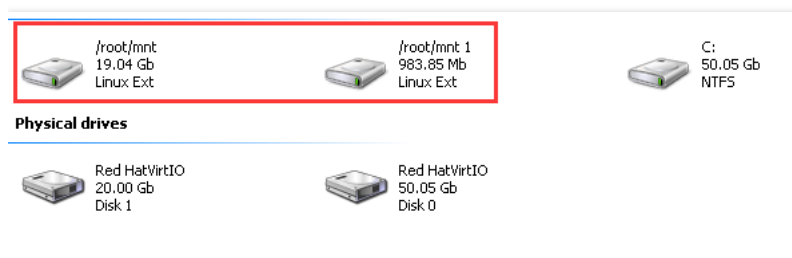 /root/mnt
19.04 Gb
Linux Ext
/root/mnt 1
983.85 Mb
Linux Ext
C:
50.05 Gb
NTFS
Physical drives
Red HatVirtIO
20.00 Gb
Disk 1
Red HatVirtIO
50.05 Gb
Disk 0